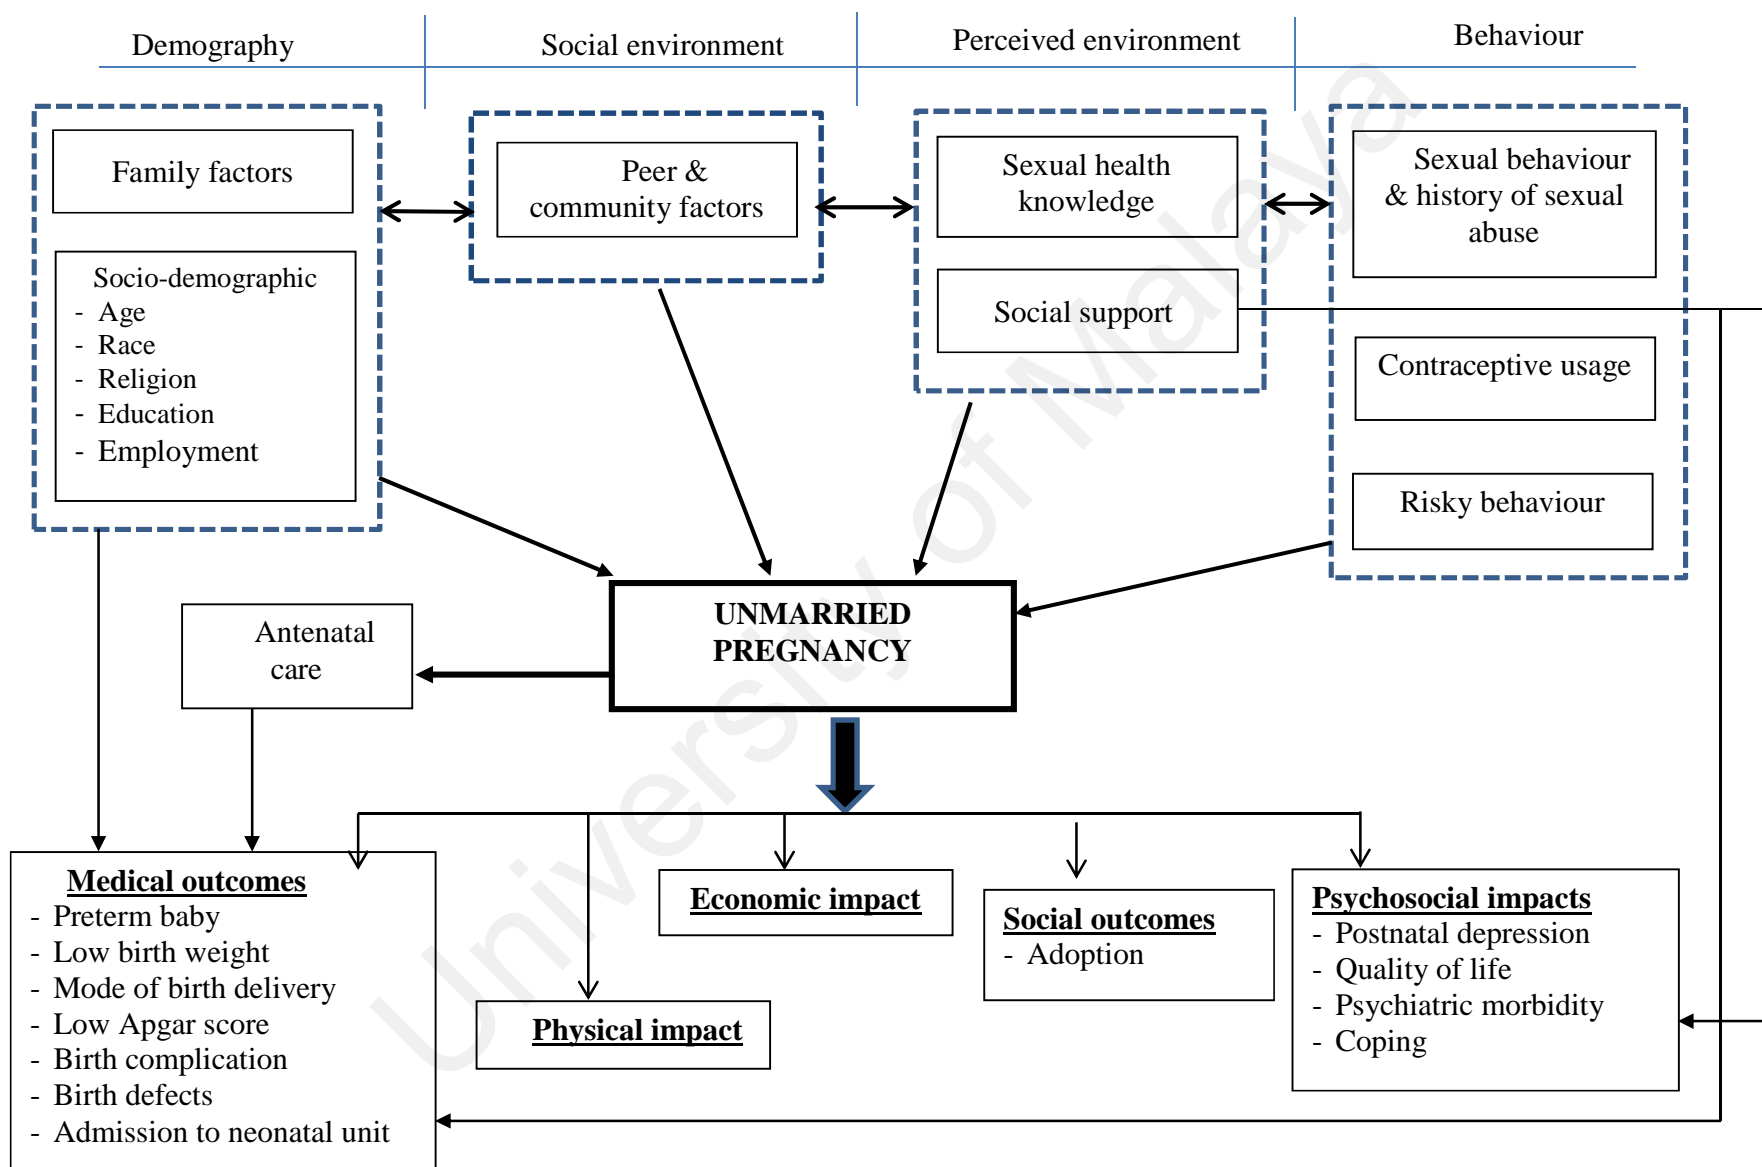 Demography
Social environment
Perceived environment
Behaviour
Family factors
Socio-demographic
- Age
- Race
- Religion
- Education
- Employment
Peer &
community factors
Sexual health
knowledge
Social support
Sexual behaviour
& history of sexual
abuse
Contraceptive usage
Risky behaviour
UNMARRIED
PREGNANCY
Antenatal
care
Medical outcomes
- Preterm baby
- Low birth weight
- Mode of birth delivery
- Low Apgar score
- Birth complication
- Birth defects
- Admission to neonatal unit
Physical impact
Economic impact
Social outcomes
- Adoption
Psychosocial impacts
- Postnatal depression
- Quality of life
- Psychiatric morbidity
- Coping
University of Malaya